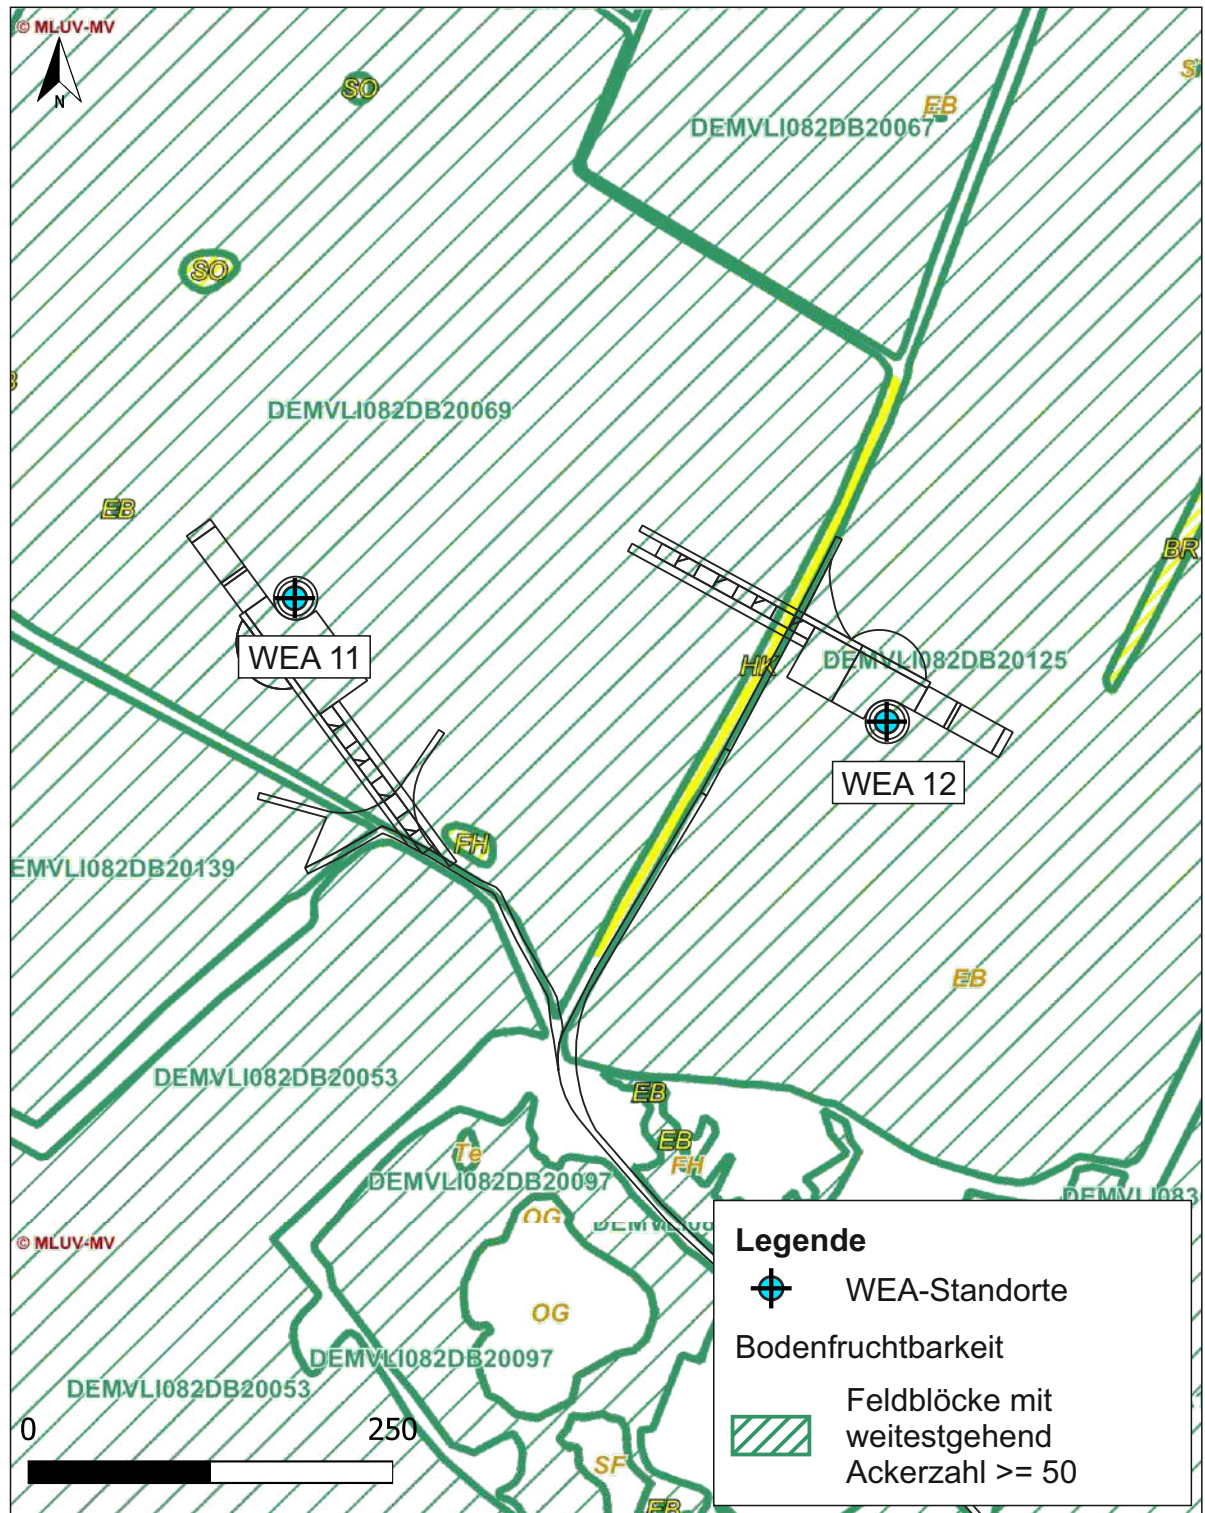 © MLUV-MV
N
SO
EB
DEMVLI082DB20067
SO
DEMVLI082DB20069
EB
BR
WEA 11
HK
DEMVLI082DB20125
WEA 12
FH
EMVLI082DB20139
EB
DEMVLI082DB20053
EB
EB
Te
FH
DEMVLI082DB20097
DEMVLI083
OG
© MLUV-MV
OG
DEMVLI082DB20097
DEMVLI082DB20053
0 250
SF
EB
Legende
WEA-Standorte
Bodenfruchtbarkeit
Feldblöcke mit
weitestgehend
Ackerzahl >= 50